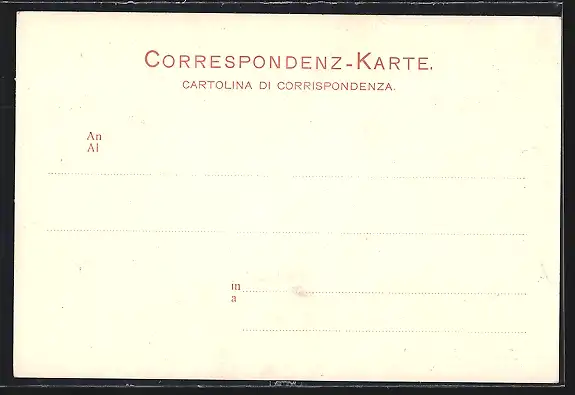 CORRESPONDENZ-KARTE.
CARTOLINA DI CORRISPONDENZA.
An
Al
in
a